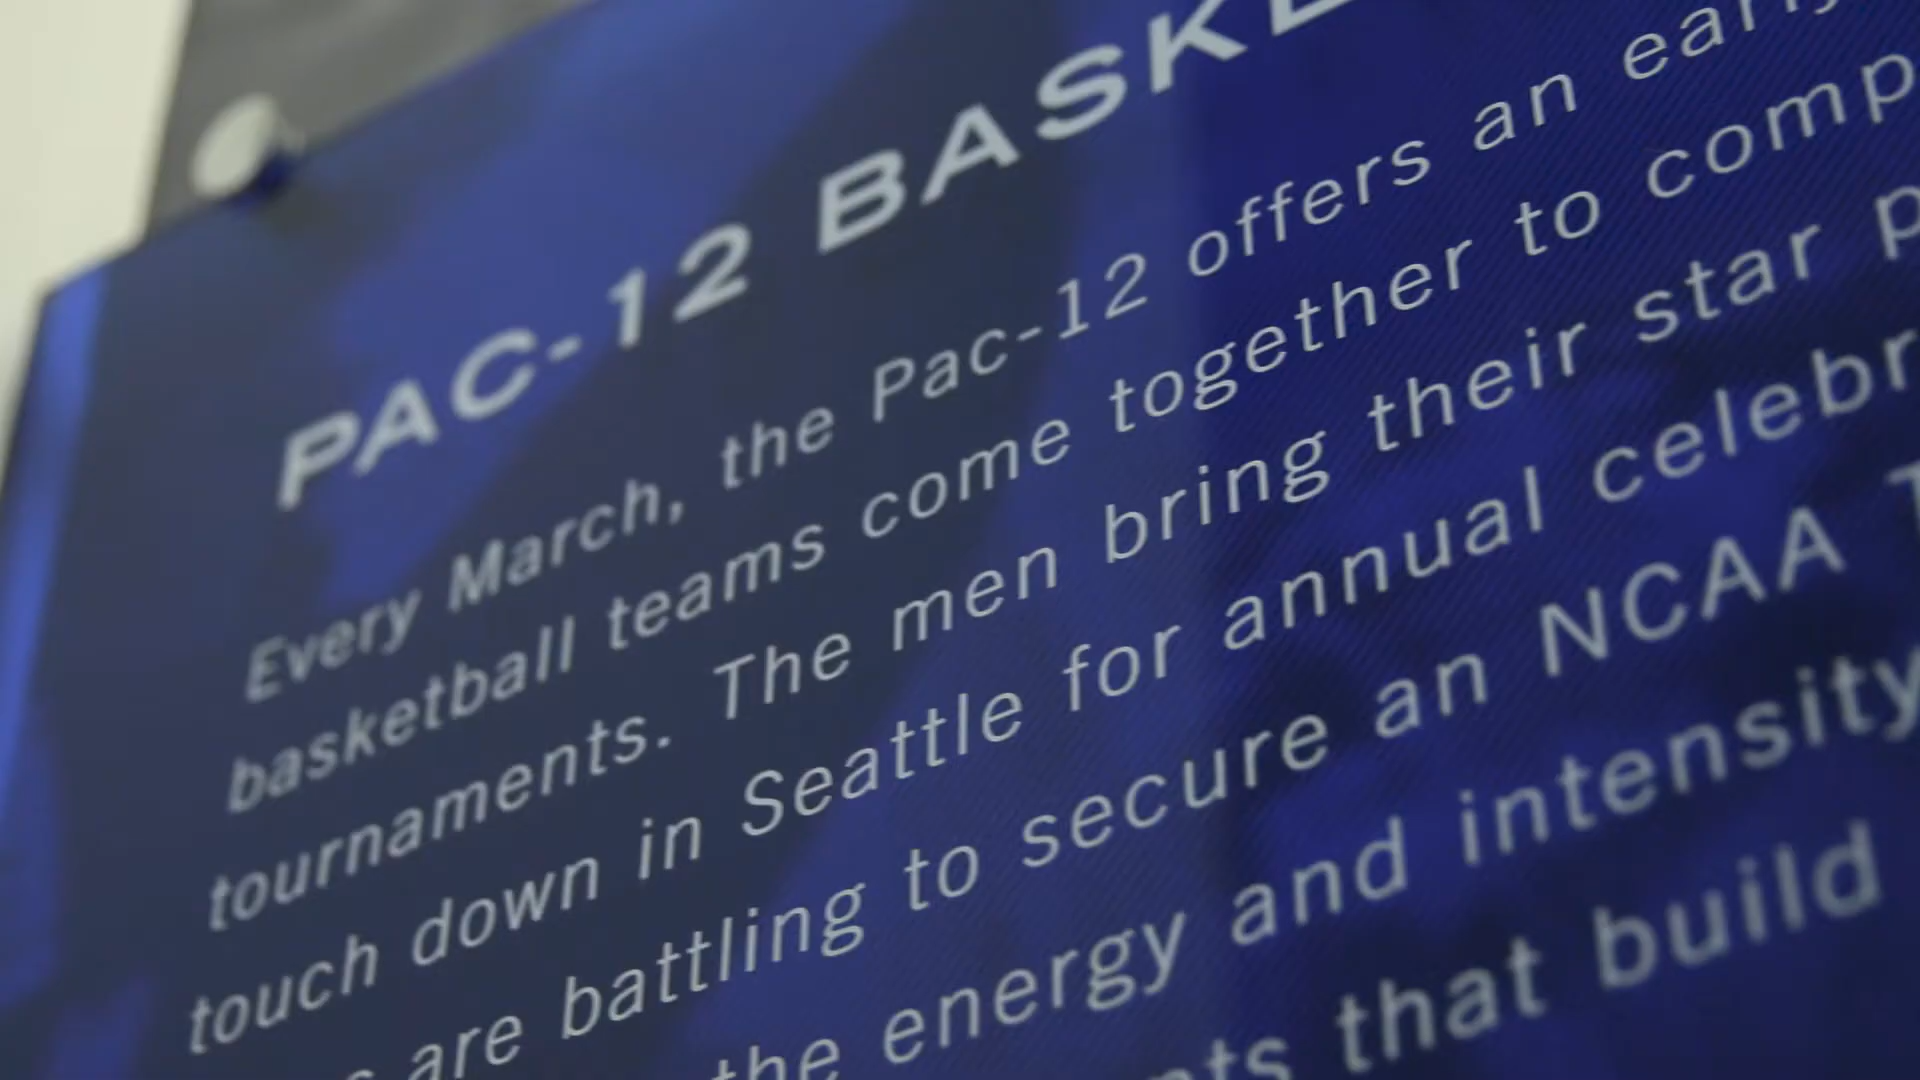 PAC-12 BASKE
Every March, the Pac-12 offers an early
basketball teams come together to comp
tournaments. The men bring their star p
touch down in Seattle for annual celebr
are battling to secure an NCAA T
the energy and intensity
that build